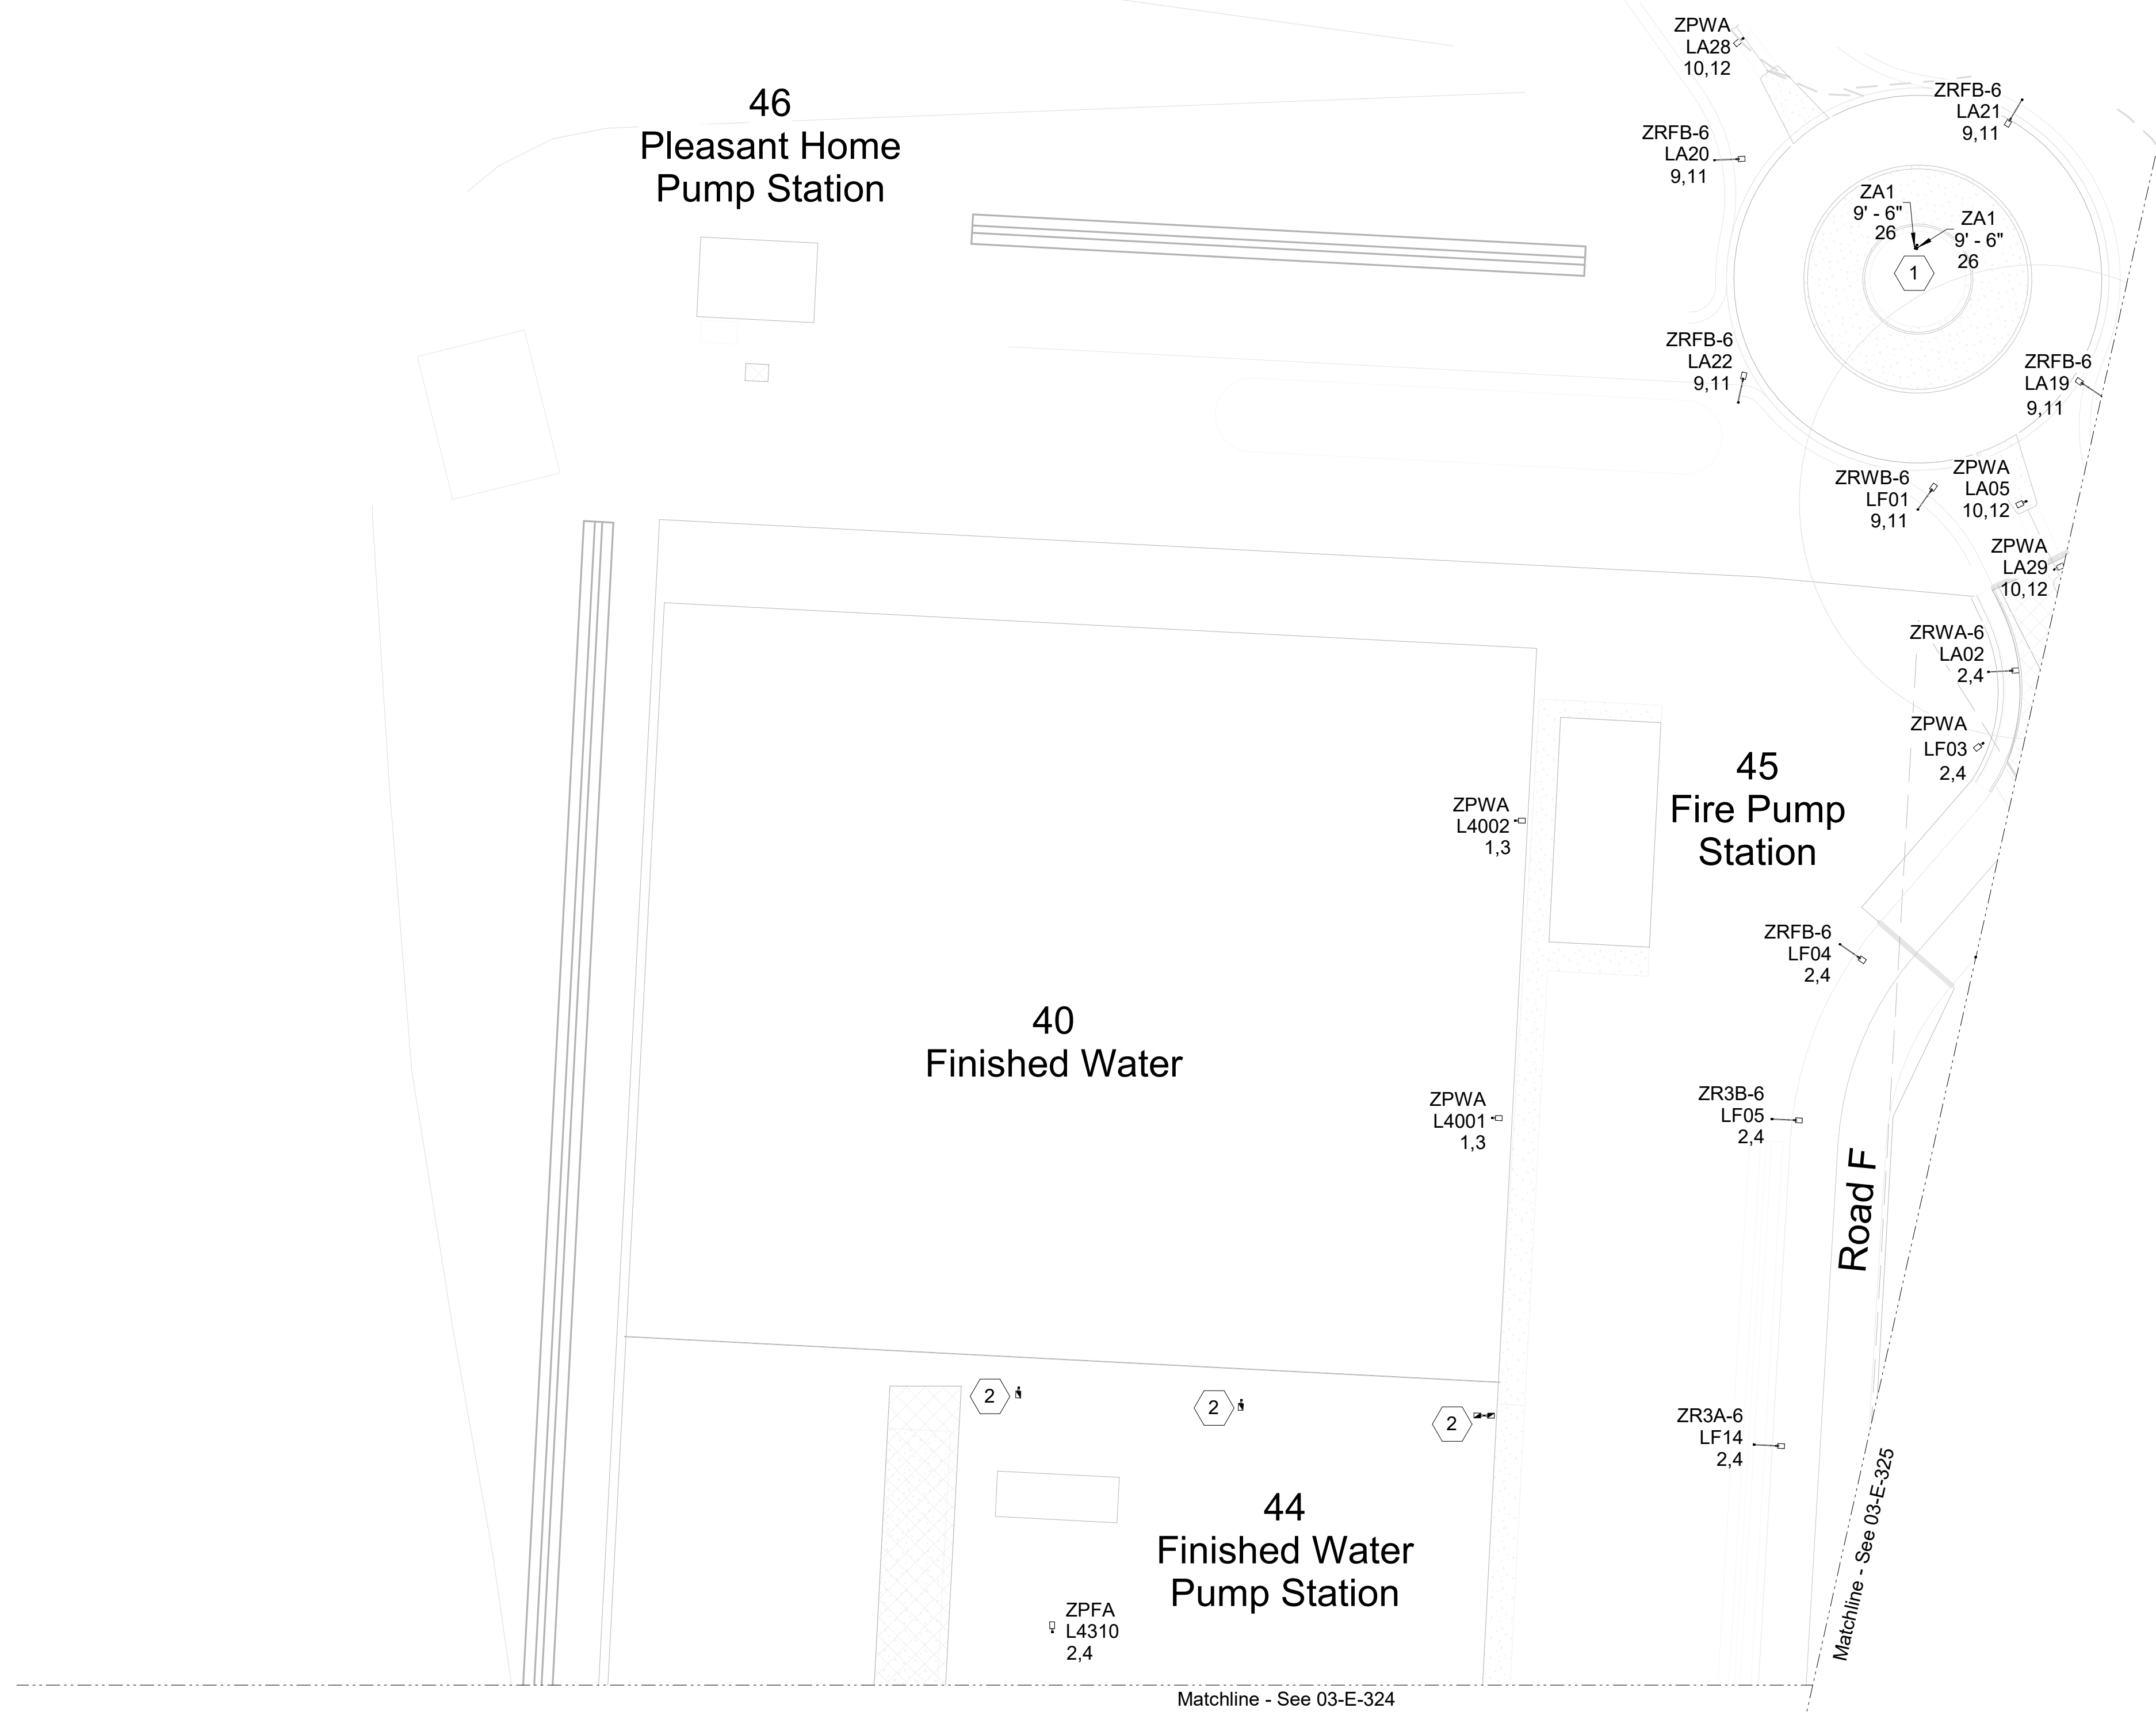 ZPWA
LA28
10,12
46
Pleasant Home
Pump Station
ZRFB-6
LA21
9,11
ZRFB-6
LA20
9,11
ZA1
9' - 6"
26
ZA1
9' - 6"
26
1
ZRFB-6
LA22
9,11
ZRFB-6
LA19
9,11
ZRWB-6
LF01
9,11
ZPWA
LA05
10,12
ZPWA
LA29
10,12
ZRWA-6
LA02
2,4
ZPWA
LF03
2,4
45
Fire Pump
Station
ZPWA
L4002
1,3
ZRFB-6
LF04
2,4
40
Finished Water
ZPWA
L4001
1,3
ZR3B-6
LF05
2,4
Road F
2
2
2
ZR3A-6
LF14
2,4
44
Finished Water
Pump Station
ZPFA
L4310
2,4
Matchline - See 03-E-325
Matchline - See 03-E-324